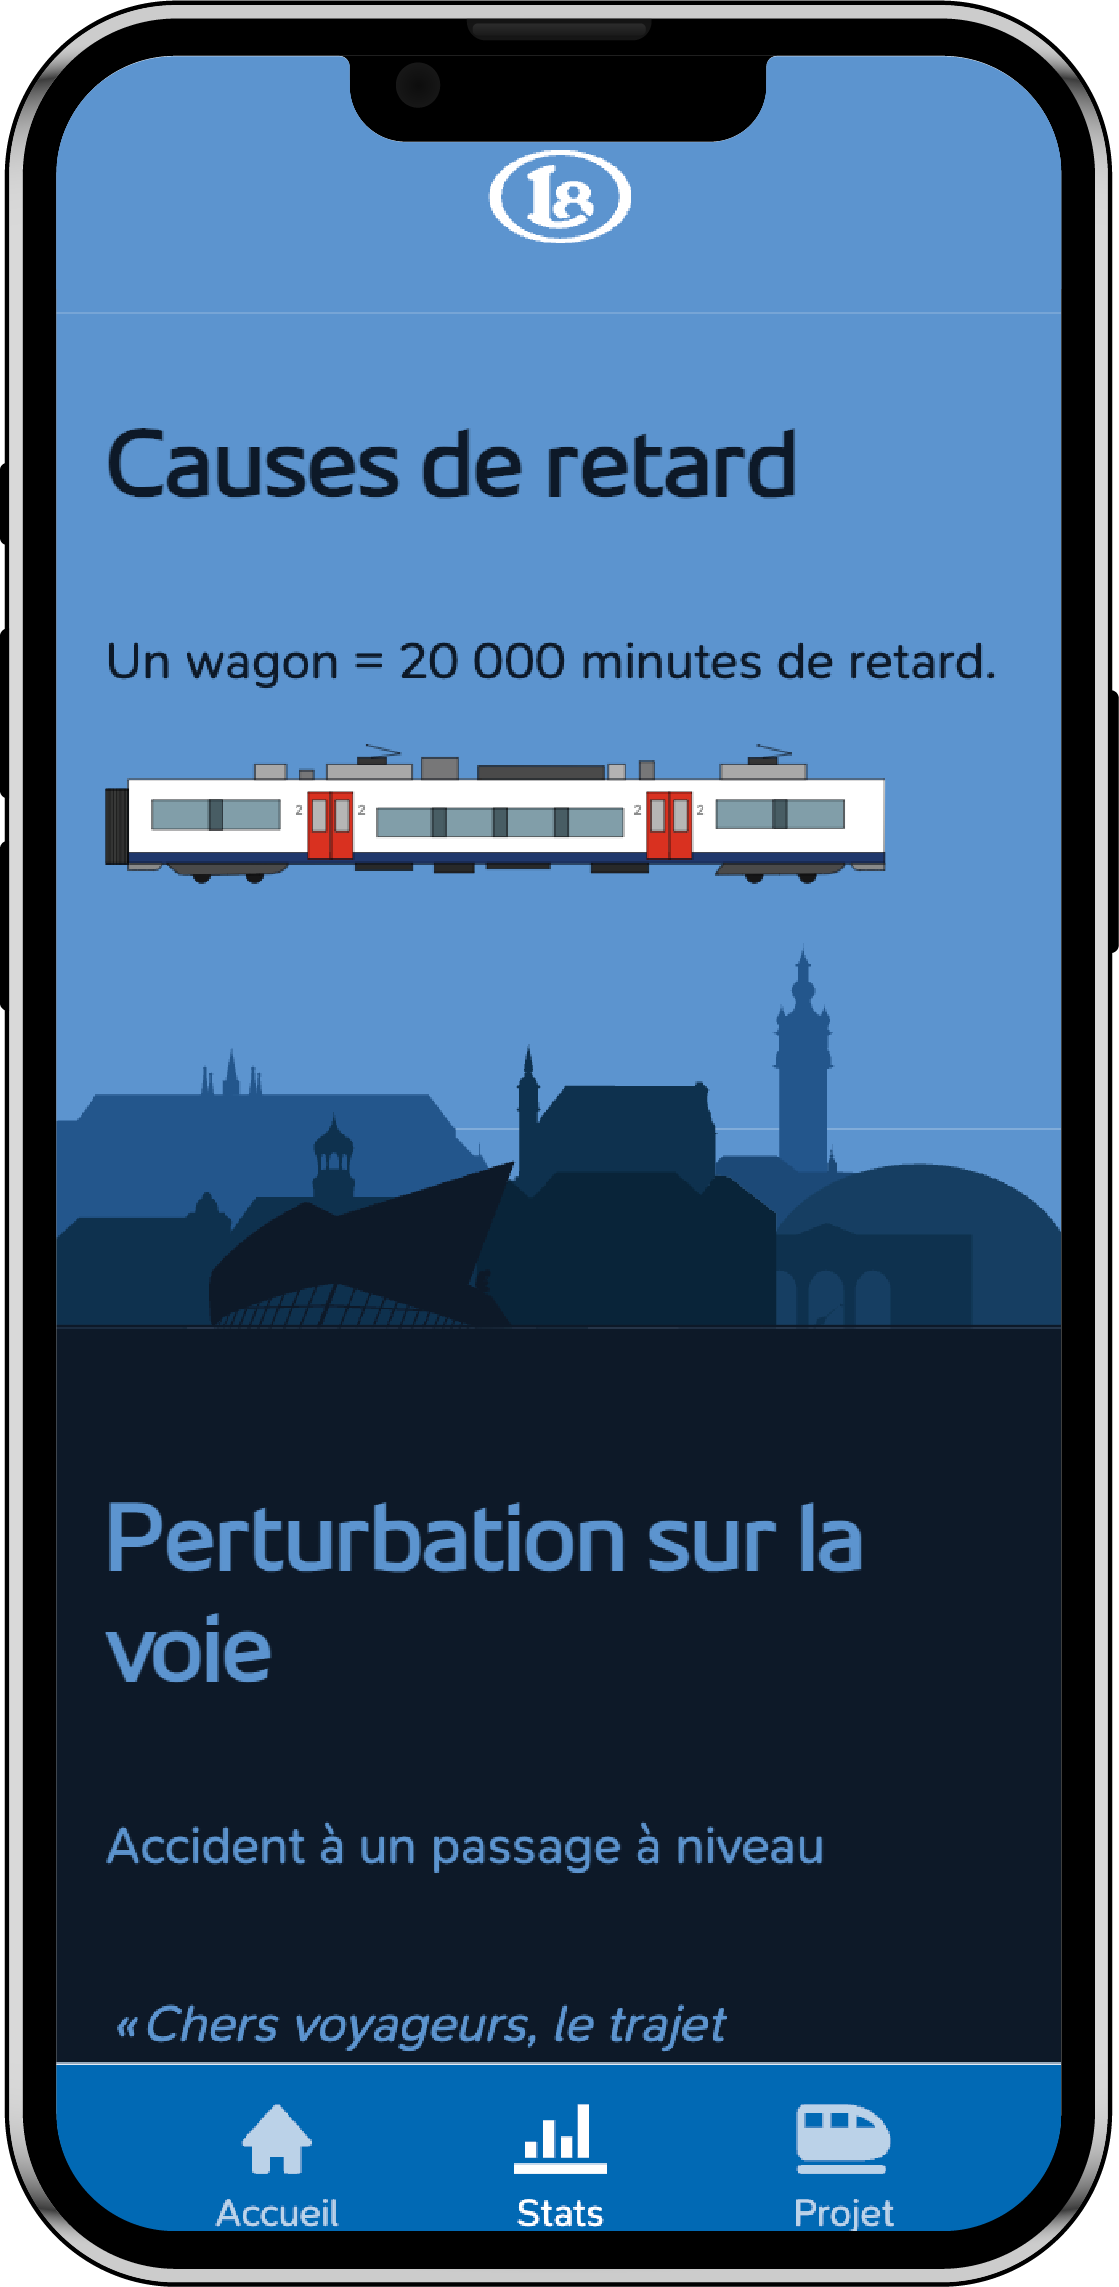 L8
Causes de retard
Un wagon = 20 000 minutes de retard.
2 2 2 2
Perturbation sur la
voie
Accident à un passage à niveau
« Chers voyageurs, le trajet
Accueil Stats Projet